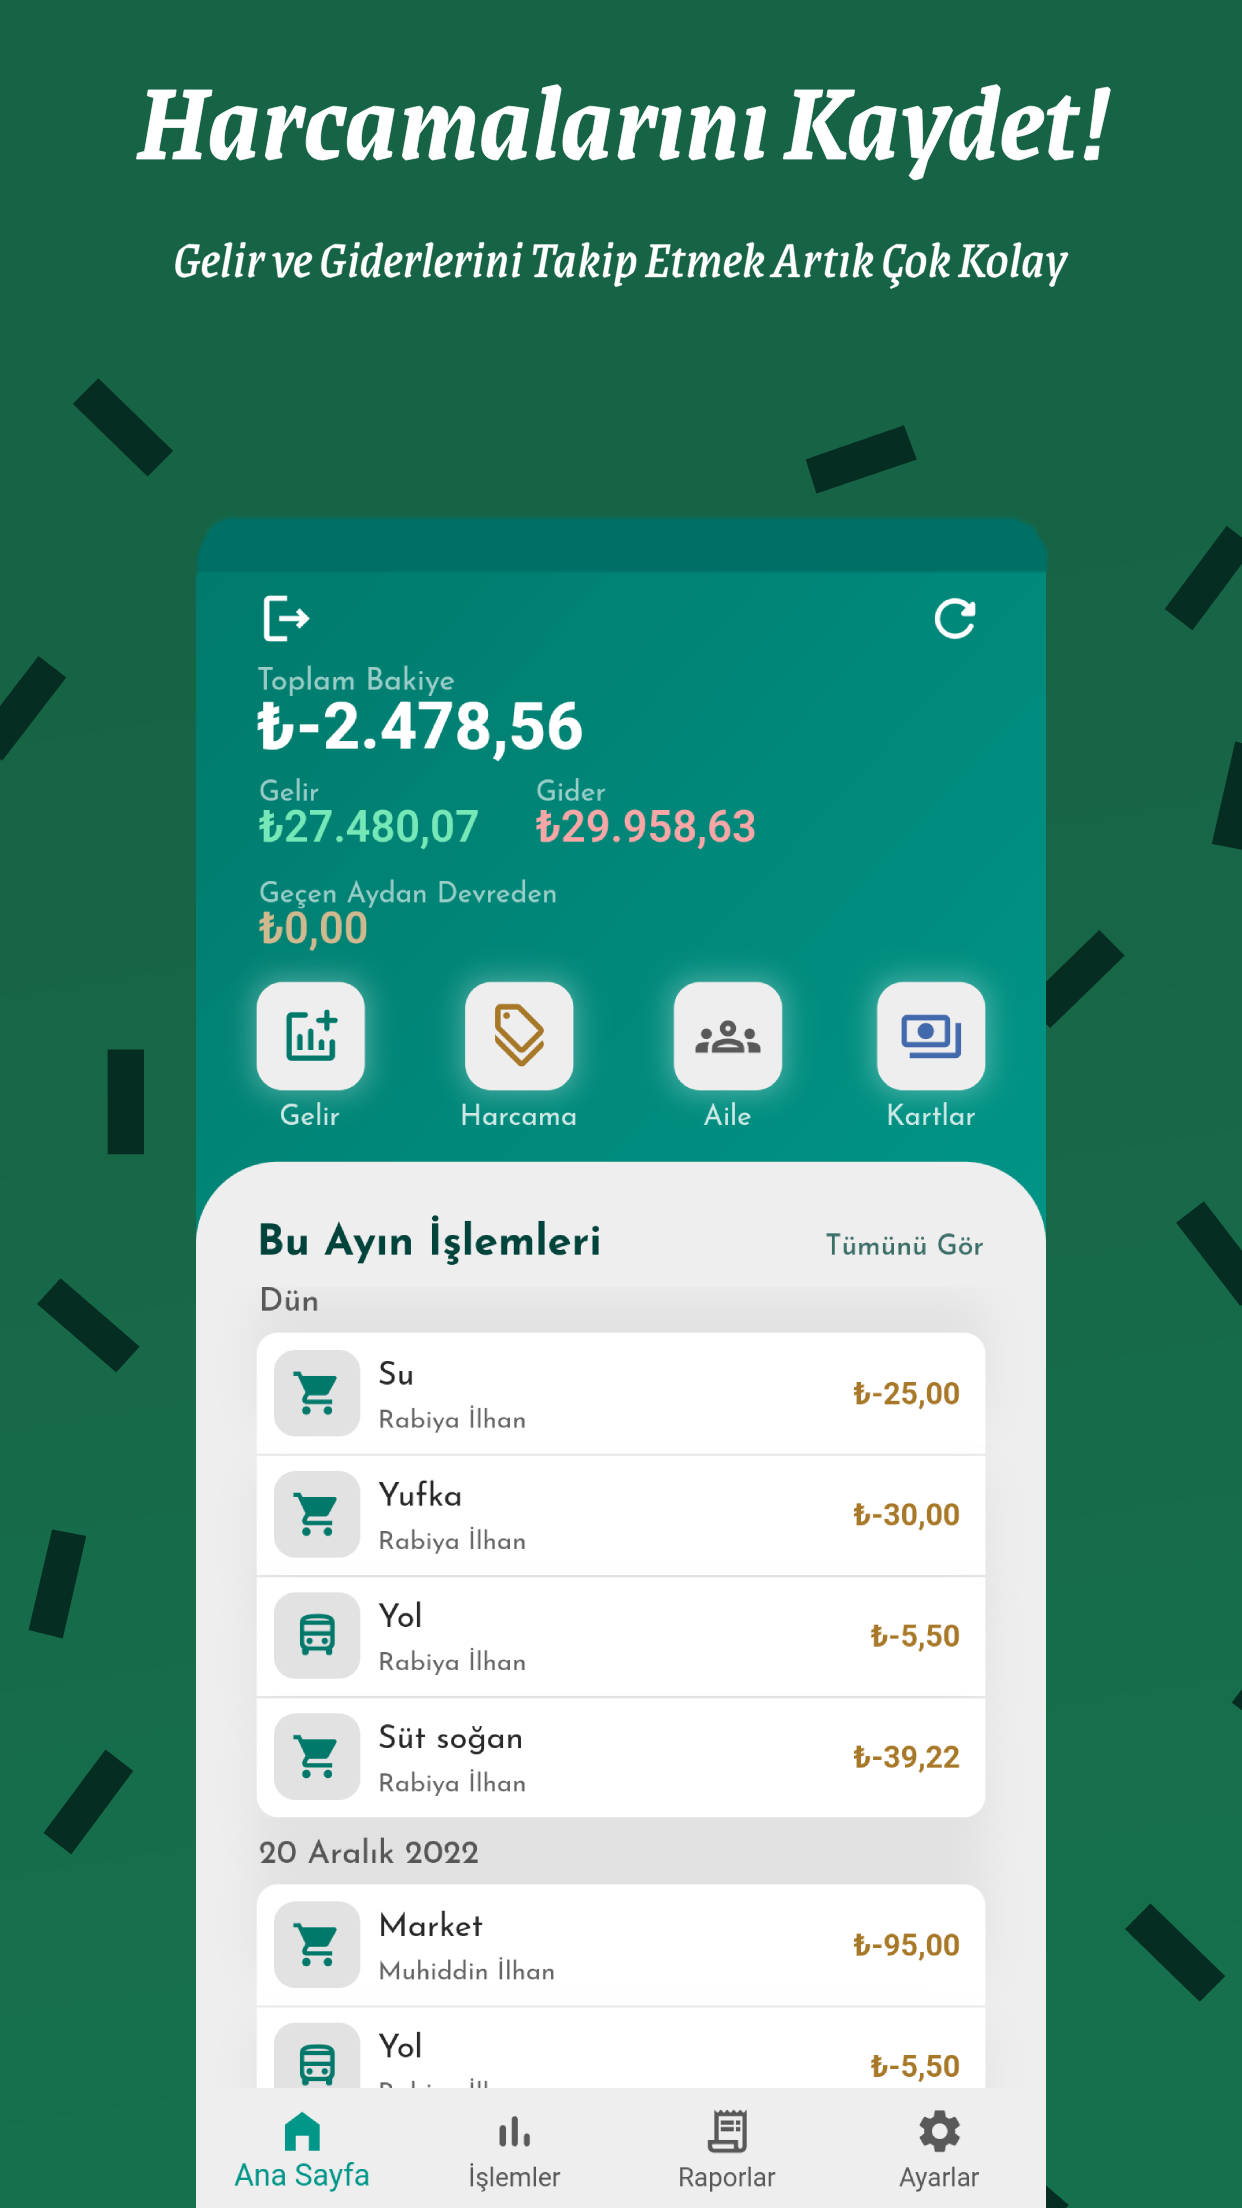 Harcamalarını Kaydet!
Gelir ve Giderlerini Takip Etmek Artık Çok Kolay
Toplam Bakiye
₺-2.478,56
Gelir
Gider
₺27.480,07
₺29.958,63
Geçen Aydan Devreden
₺0,00
Gelir
Harcama
Aile
Kartlar
Bu Ayın İşlemleri
Tümünü Gör
Dün
Su
Rabiya İlhan
₺-25,00
Yufka
Rabiya İlhan
₺-30,00
Yol
Rabiya İlhan
₺-5,50
Süt soğan
Rabiya İlhan
₺-39,22
20 Aralık 2022
Market
Muhiddin İlhan
₺-95,00
Yol
₺-5,50
Ana Sayfa
İşlemler
Raporlar
Ayarlar